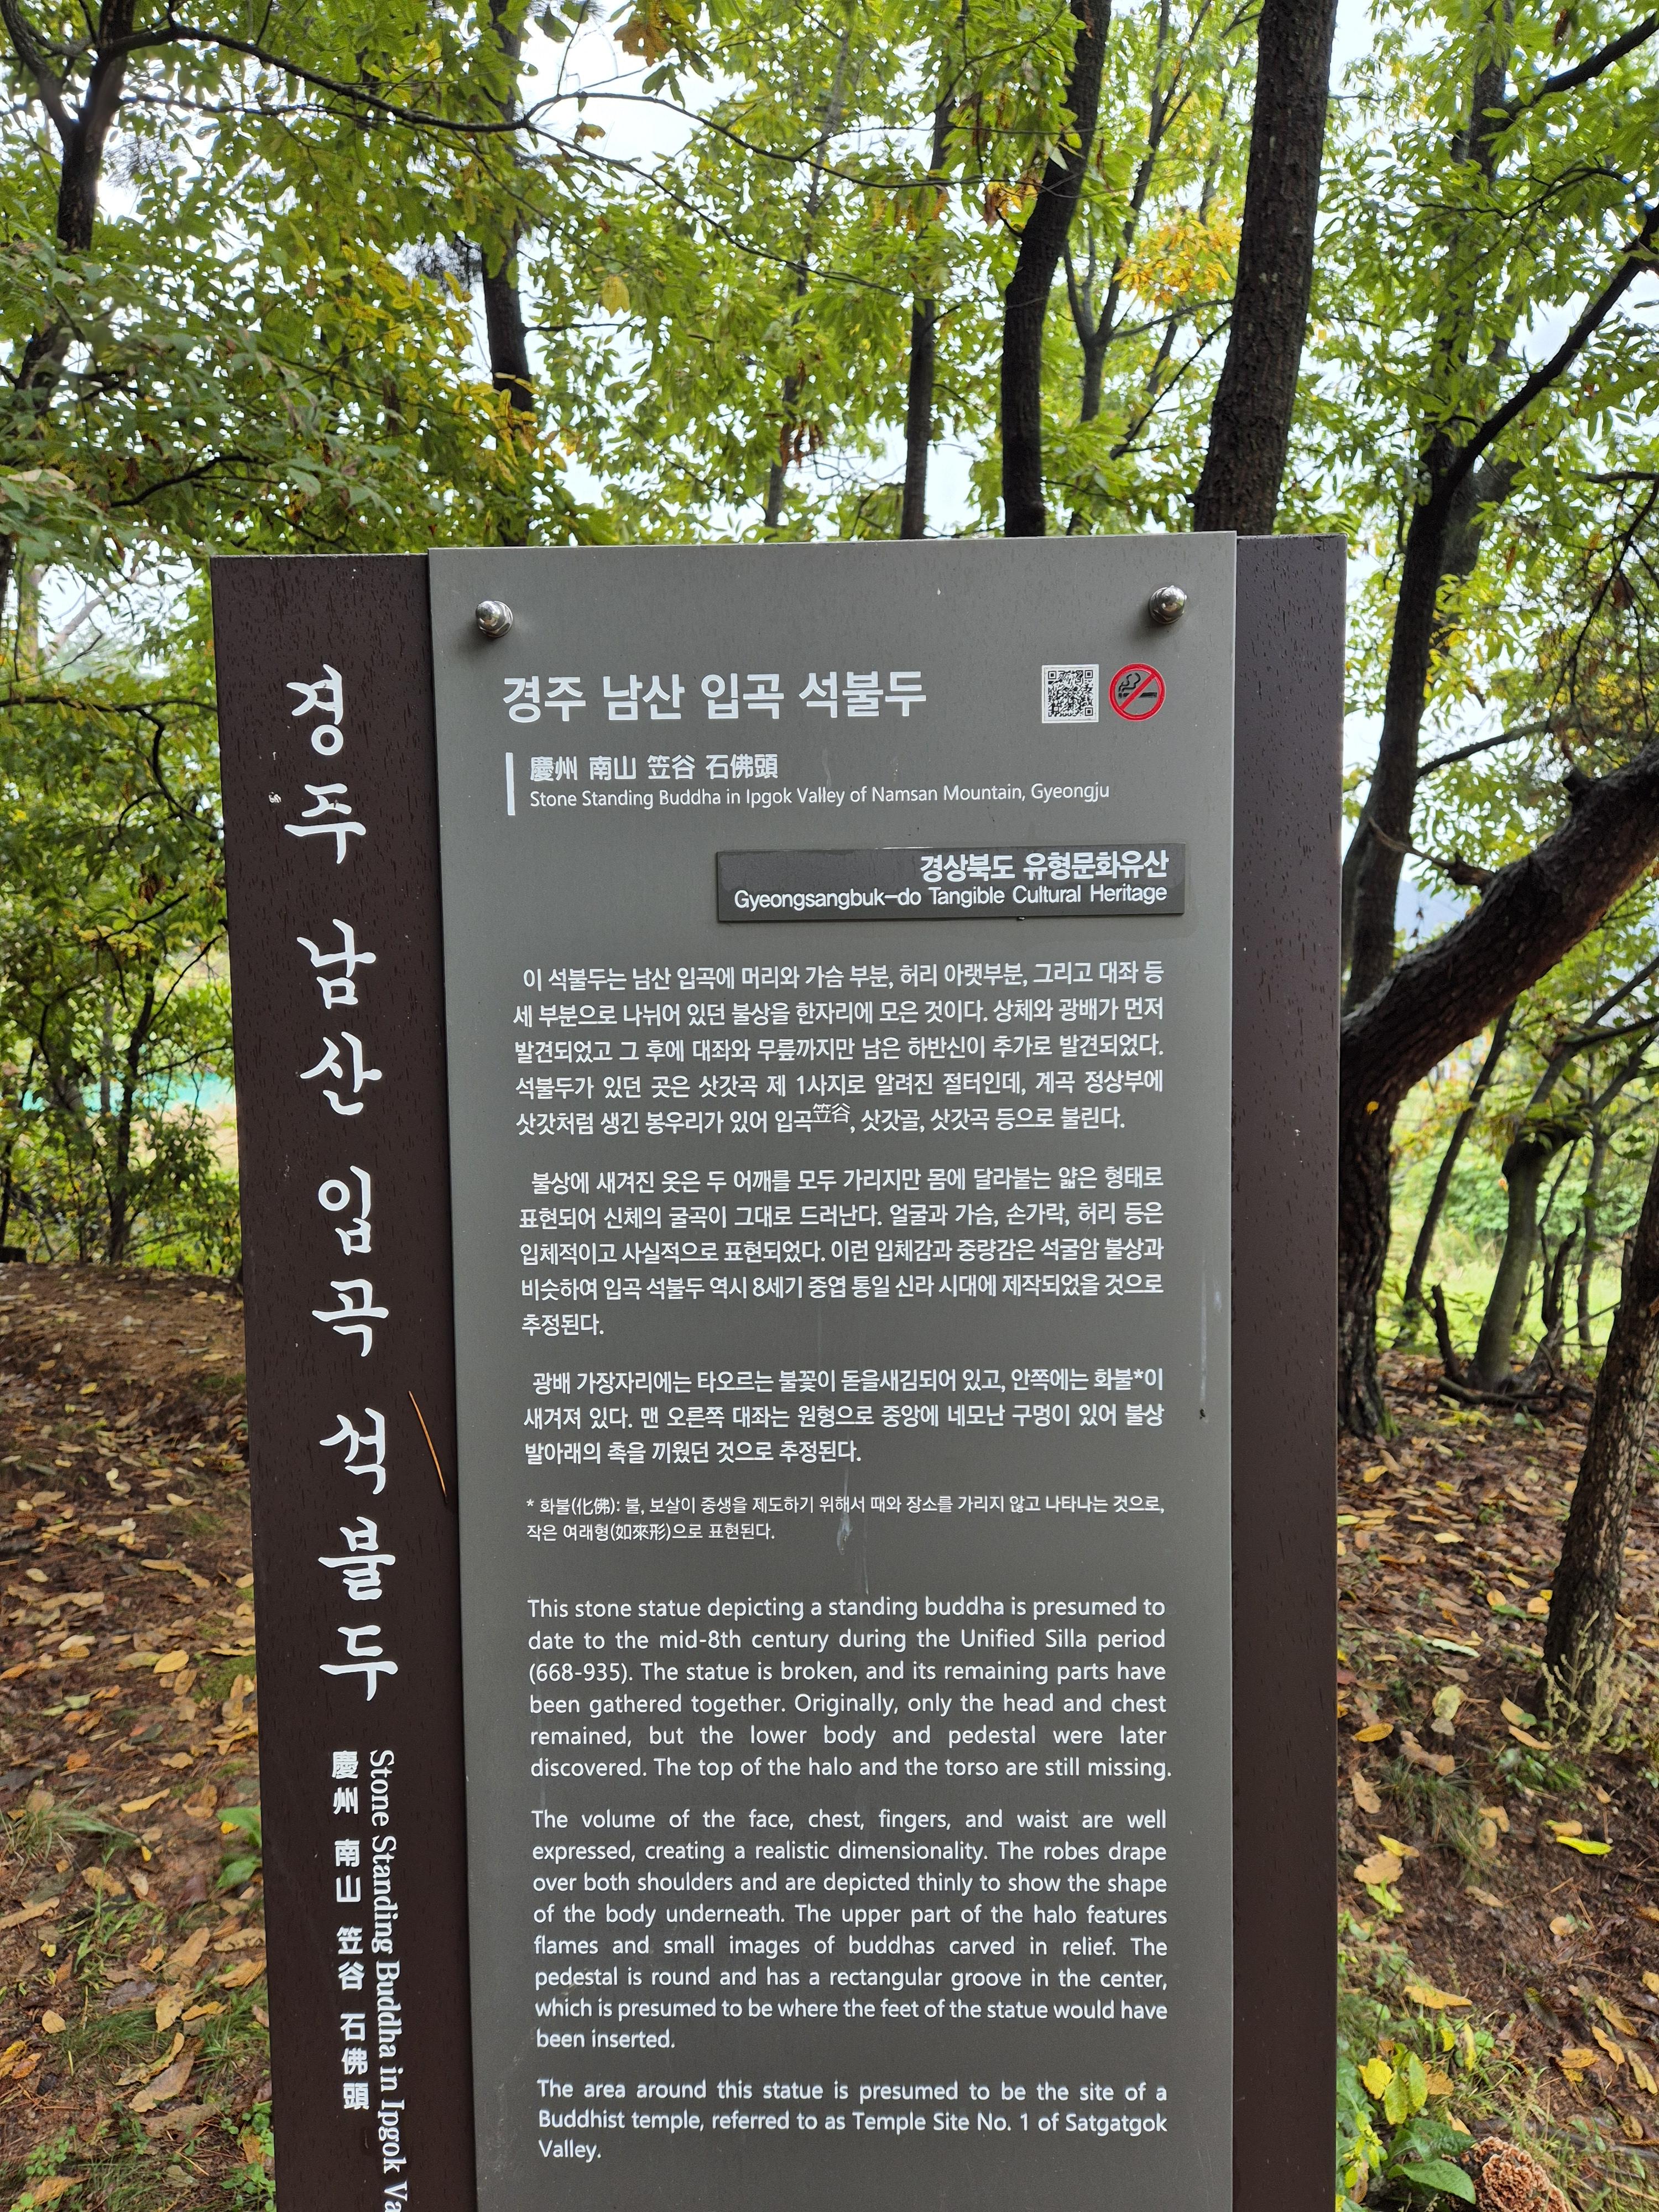 경주 남산 입곡 석불두
慶州 南山 笠谷 石佛頭
Stone Standing Buddha in Ipgok Va
경주 남산 입곡 석불두
慶州 南山 笠谷 石佛頭
Stone Standing Buddha in Ipgok Valley of Namsan Mountain, Gyeongju
경상북도 유형문화유산
Gyeongsangbuk-do Tangible Cultural Heritage
이 석불두는 남산 입곡에 머리와 가슴 부분, 허리 아랫부분, 그리고 대좌 등
세 부분으로 나뉘어 있던 불상을 한자리에 모은 것이다. 상체와 광배가 먼저
발견되었고 그 후에 대좌와 무릎까지만 남은 하반신이 추가로 발견되었다.
석불두가 있던 곳은 삿갓곡 제 1사지로 알려진 절터인데, 계곡 정상부에
삿갓처럼 생긴 봉우리가 있어 입곡笠谷, 삿갓골, 삿갓곡 등으로 불린다.
불상에 새겨진 옷은 두 어깨를 모두 가리지만 몸에 달라붙는 얇은 형태로
표현되어 신체의 굴곡이 그대로 드러난다. 얼굴과 가슴, 손가락, 허리 등은
입체적이고 사실적으로 표현되었다. 이런 입체감과 중량감은 석굴암 불상과
비슷하여 입곡 석불두 역시 8세기 중엽 통일 신라 시대에 제작되었을 것으로
추정된다.
광배 가장자리에는 타오르는 불꽃이 돋을새김되어 있고, 안쪽에는 화불*이
새겨져 있다. 맨 오른쪽 대좌는 원형으로 중앙에 네모난 구멍이 있어 불상
발아래의 촉을 끼웠던 것으로 추정된다.
* 화불(化佛): 불, 보살이 중생을 제도하기 위해서 때와 장소를 가리지 않고 나타나는 것으로,
작은 여래형(如來形)으로 표현된다.
This stone statue depicting a standing buddha is presumed to
date to the mid-8th century during the Unified Silla period
(668-935). The statue is broken, and its remaining parts have
been gathered together. Originally, only the head and chest
remained, but the lower body and pedestal were later
discovered. The top of the halo and the torso are still missing.
The volume of the face, chest, fingers, and waist are well
expressed, creating a realistic dimensionality. The robes drape
over both shoulders and are depicted thinly to show the shape
of the body underneath. The upper part of the halo features
flames and small images of buddhas carved in relief. The
pedestal is round and has a rectangular groove in the center,
which is presumed to be where the feet of the statue would have
been inserted.
The area around this statue is presumed to be the site of a
Buddhist temple, referred to as Temple Site No. 1 of Satgatgok
Valley.